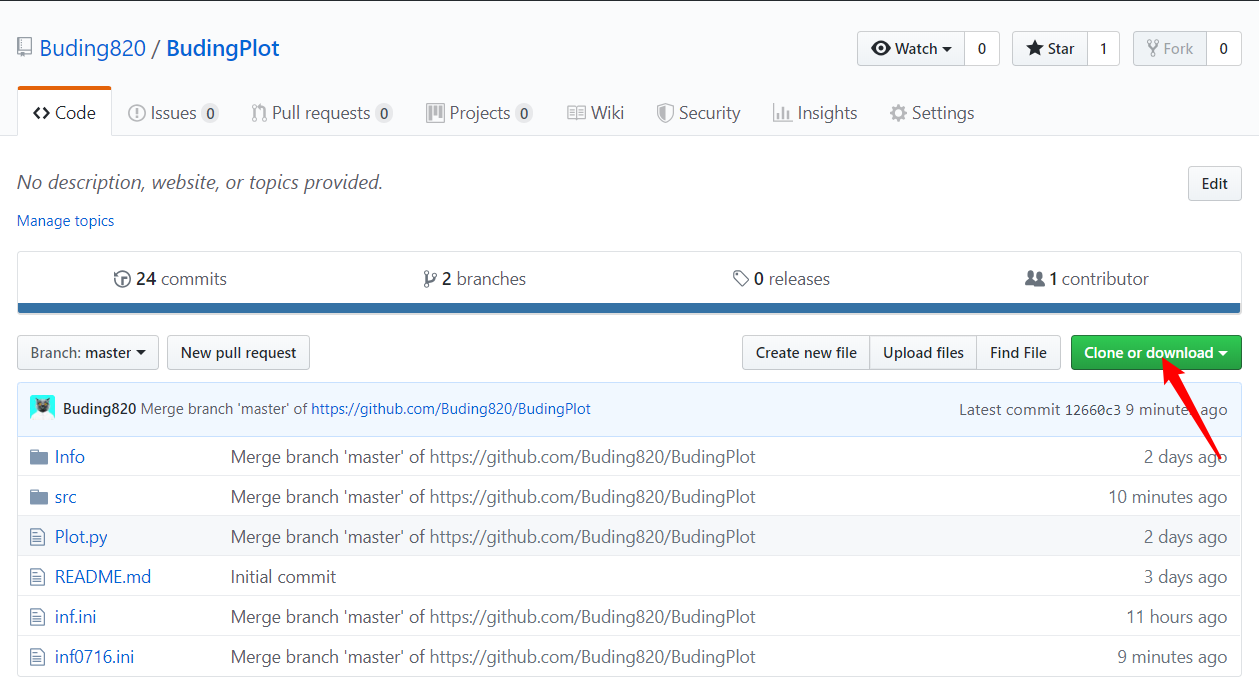 Buding820 / BudingPlot Watch 0 Star 1 Fork 0
Code Issues 0 Pull requests 0 Projects 0 Wiki Security Insights Settings
No description, website, or topics provided. Edit
Manage topics
24 commits 2 branches 0 releases 1 contributor
Branch: master New pull request Create new file Upload files Find File Clone or download
Buding820 Merge branch 'master' of https://github.com/Buding820/BudingPlot Latest commit 12660c3 9 minutes ago
Info Merge branch 'master' of https://github.com/Buding820/BudingPlot 2 days ago
src Merge branch 'master' of https://github.com/Buding820/BudingPlot 10 minutes ago
Plot.py Merge branch 'master' of https://github.com/Buding820/BudingPlot 2 days ago
README.md Initial commit 3 days ago
inf.ini Merge branch 'master' of https://github.com/Buding820/BudingPlot 11 hours ago
inf0716.ini Merge branch 'master' of https://github.com/Buding820/BudingPlot 9 minutes ago